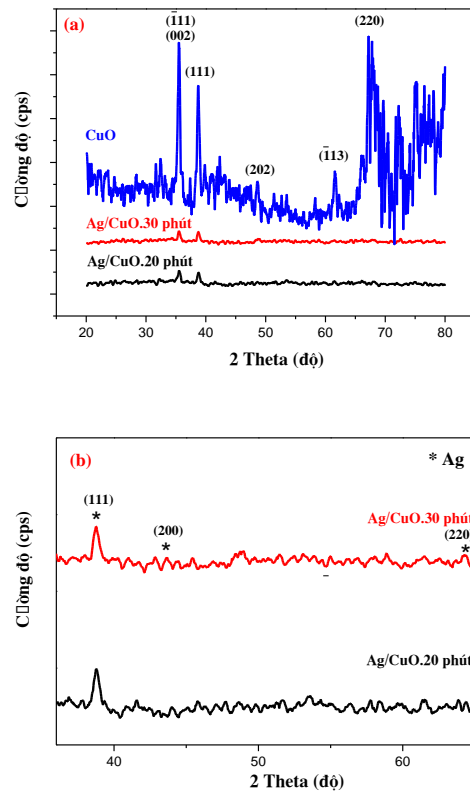 (a)
(1̄11)
(002)
(111)
(220)
CuO
(202)
(1̄13)
Ag/CuO.30 phút
Ag/CuO.20 phút
C□ờng độ (cps)
20 30 40 50 60 70 80
2 Theta (độ)
(b)
* Ag
(111)
*
(200)
*
Ag/CuO.30 phút
(220
*
Ag/CuO.20 phút
C□ờng độ (cps)
40 50 60
2 Theta (độ)